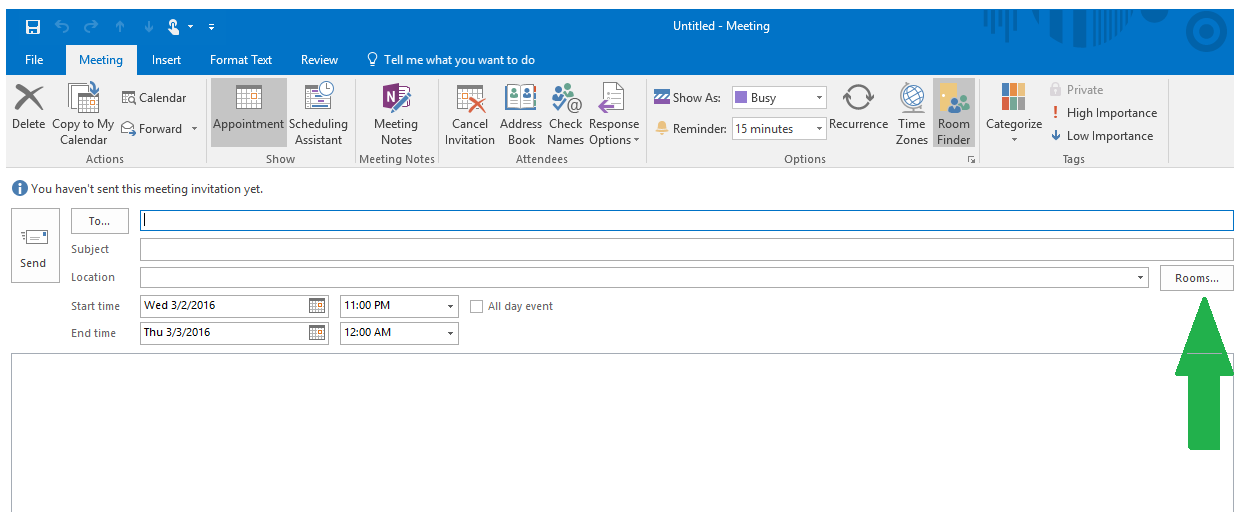 Untitled - Meeting
File Meeting Insert Format Text Review Tell me what you want to do
Delete
Copy to My
Calendar
Calendar
Forward
Actions
Appointment
Scheduling
Assistant
Show
Meeting
Notes
Meeting Notes
Cancel
Invitation
Address
Book
Check
Names
Response
Options
Attendees
Show As: Busy
Reminder: 15 minutes
Recurrence
Time
Zones
Room
Finder
Options
Categorize
Private
High Importance
Low Importance
Tags
You haven't sent this meeting invitation yet.
Send
To...
Subject
Location
Rooms...
Start time Wed 3/2/2016 11:00 PM All day event
End time Thu 3/3/2016 12:00 AM